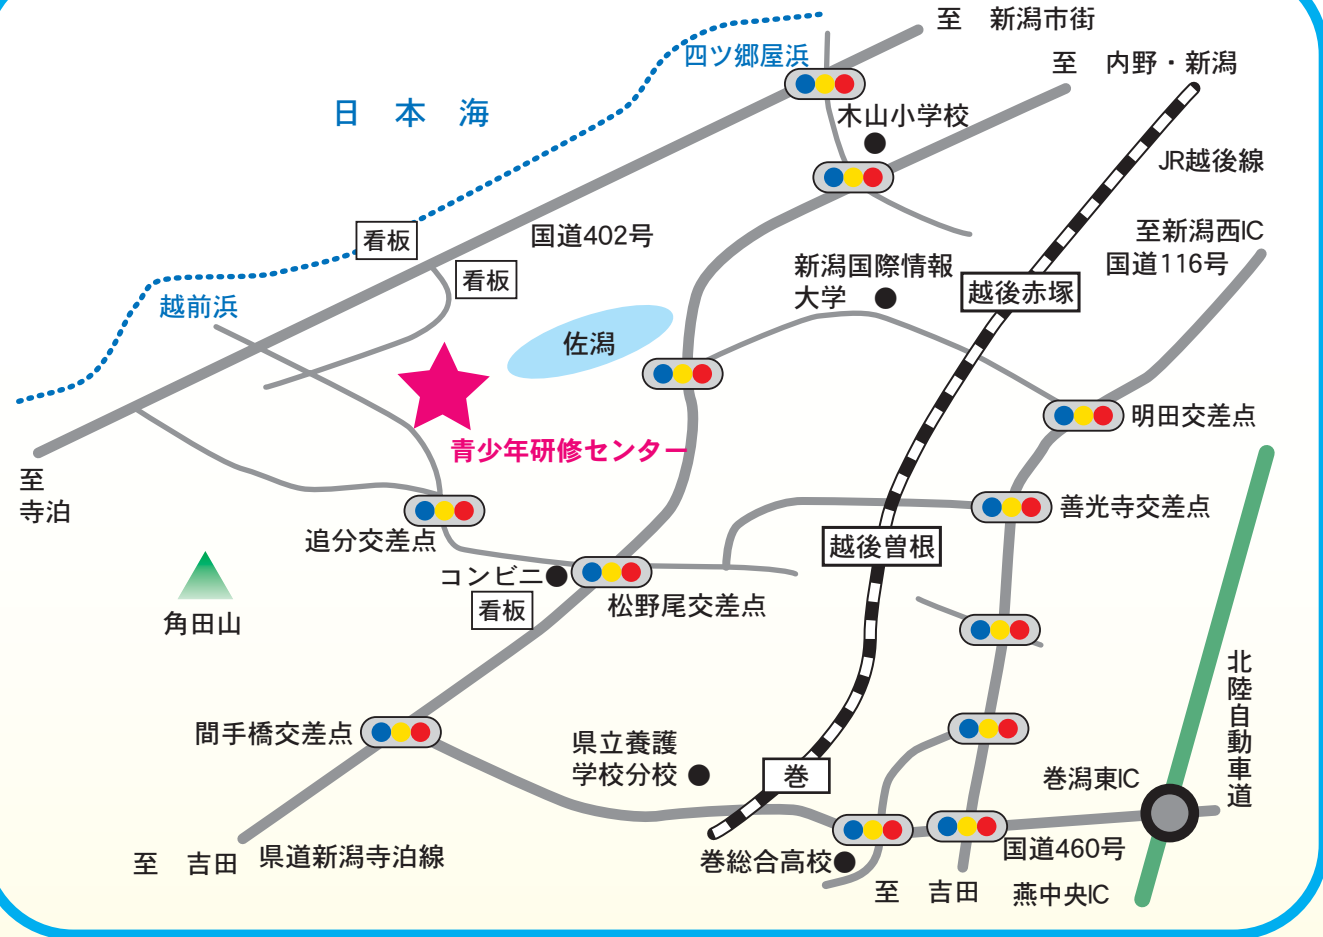 至　新潟市街
四ツ郷屋浜
至　内野・新潟
日　本　海
木山小学校
JR越後線
看板
国道402号
至新潟西IC
国道116号
看板
新潟国際情報
大学
越後赤塚
越前浜
佐潟
明田交差点
青少年研修センター
至
寺泊
善光寺交差点
追分交差点
越後曽根
コンビニ
看板
松野尾交差点
角田山
北陸自動車道
間手橋交差点
県立養護
学校分校
巻
巻潟東IC
巻総合高校
国道460号
至　吉田
県道新潟寺泊線
至　吉田
燕中央IC